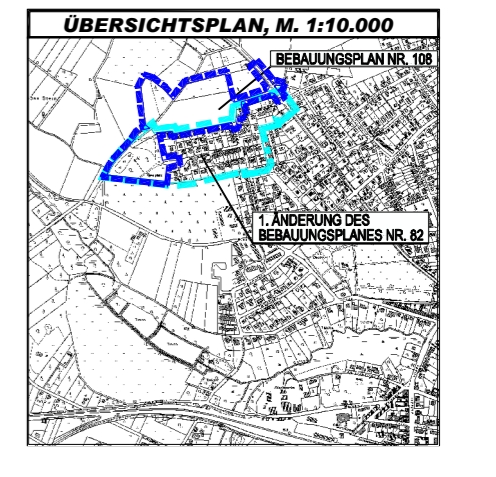 ÜBERSICHTSPLAN, M. 1:10.000
BEBAUUNGSPLAN NR. 108
1. ÄNDERUNG DES
BEBAUUNGSPLANES NR. 82